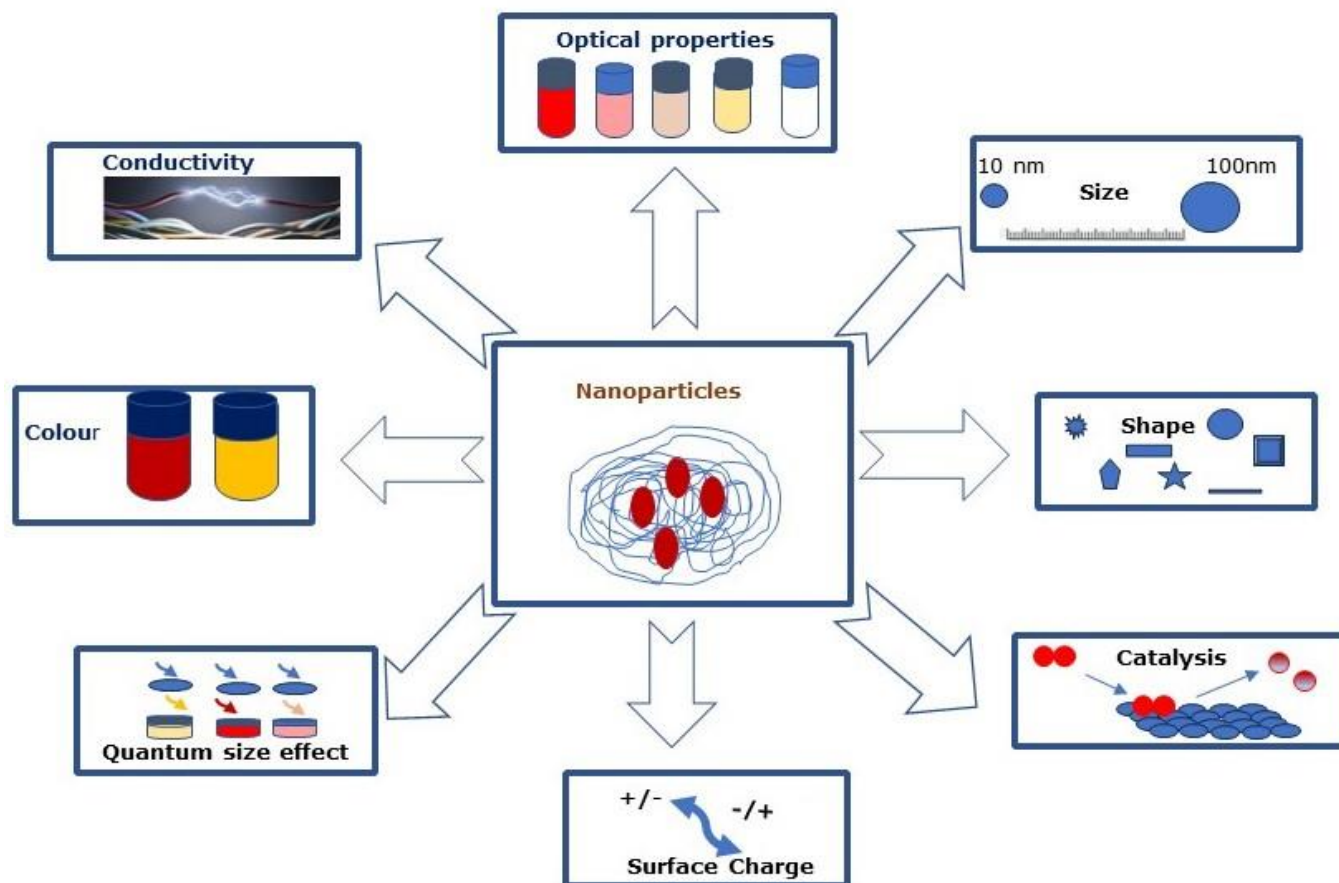 Optical properties
Conductivity
10 nm
100nm
Size
Nanoparticles
Colour
Shape
Catalysis
Quantum size effect
+/-
-/+
Surface Charge